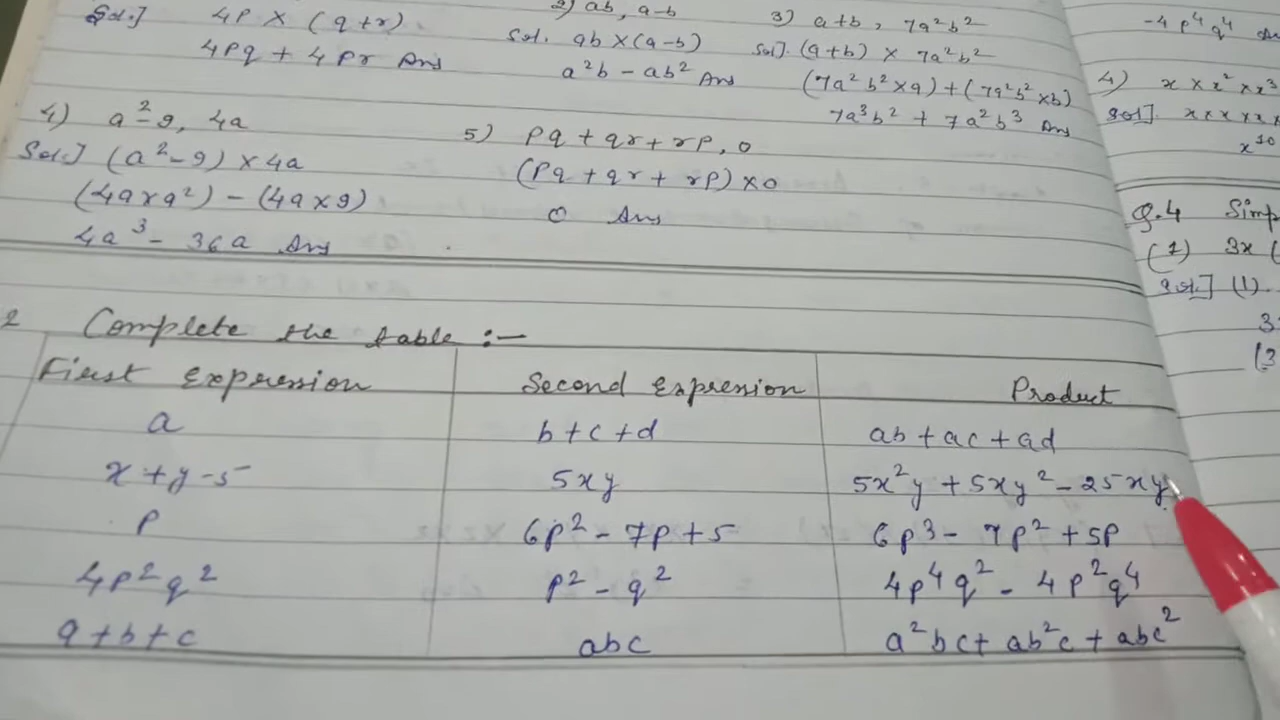 Sol.] 4p × (q+r)
4pq + 4pr Ans
2) ab, a-b
Sol. ab×(a-b)
a²b - ab² Ans
3) a+b, 7a²b²
Sol]. (a+b) × 7a²b²
(7a²b²×a)+(7a²b²×b)
7a³b² + 7a²b³ Ans
4) a²-9, 4a
Sol.] (a²-9)×4a
(4a×a²) - (4a×9)
4a³ - 36a Ans
5) pq + qr + rp, 0
(pq + qr + rp)×0
0 Ans
2 Complete the table :-
First Expression Second Expression Product
a b+c+d ab+ac+ad
x+y-5 5xy 5x²y + 5xy² - 25xy
p 6p² - 7p+5 6p³ - 7p² + 5p
4p²q² p² - q² 4p⁴q² - 4p²q⁴
a+b+c abc a²bc + ab²c + abc²
-4p⁴q⁴
4) x × x² × x³
Sol].
x¹⁰
Q.4 Simp
(1) 3x (
Sol] (1).
3
(3